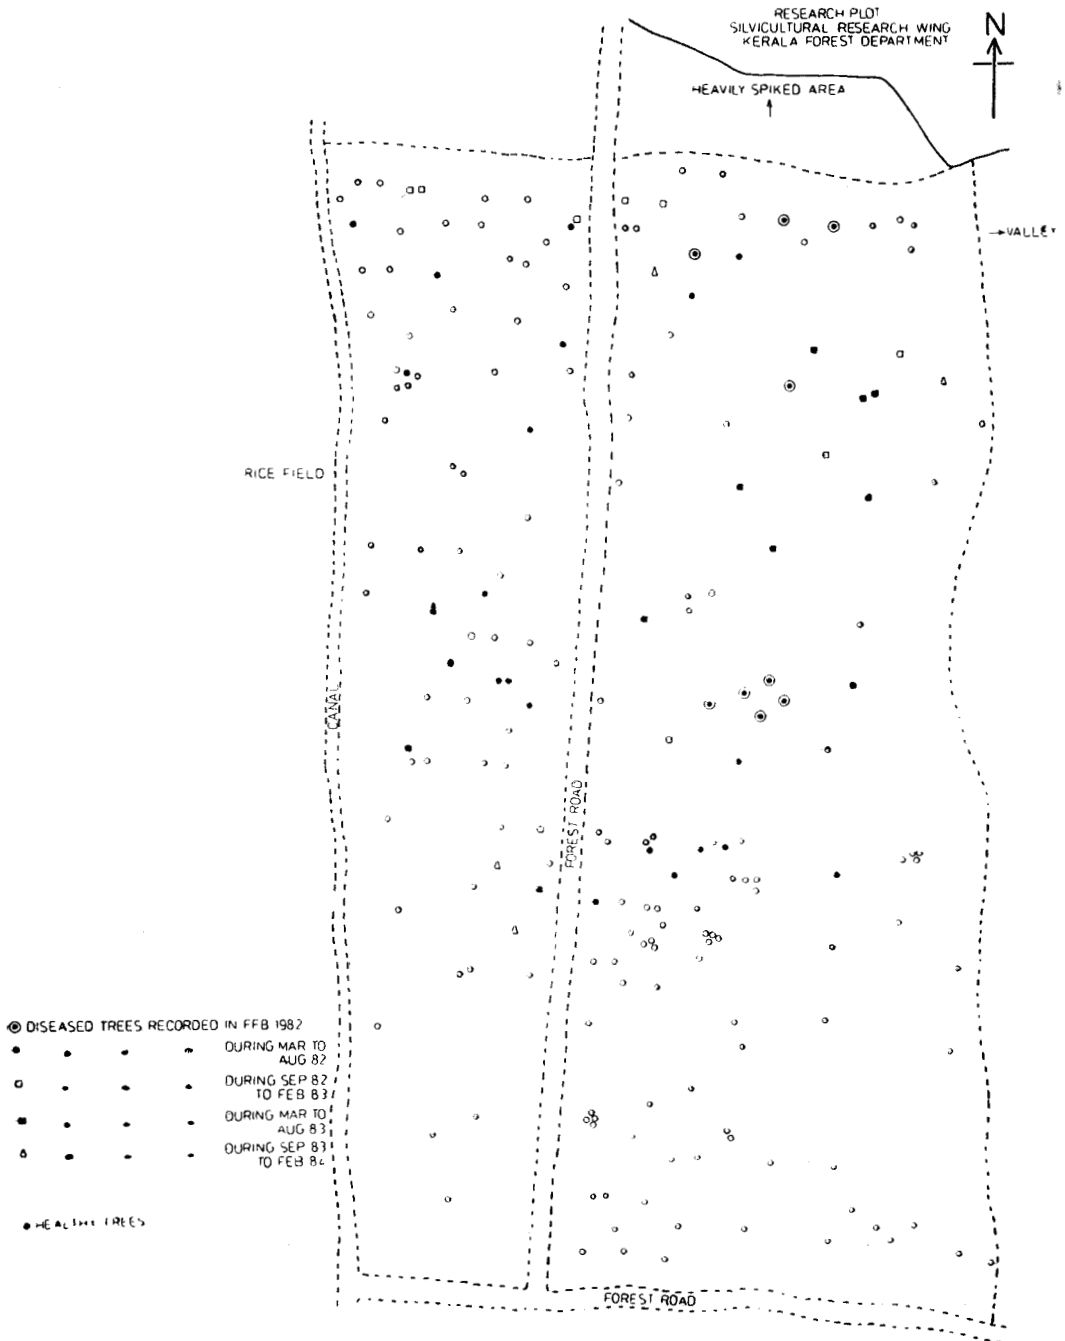 RESEARCH PLOT
SILVICULTURAL RESEARCH WING
KERALA FOREST DEPARTMENT
N
HEAVILY SPIKED AREA
VALLEY
RICE FIELD
CANAL
FOREST ROAD
DISEASED TREES RECORDED IN FEB 1982
DURING MAR TO
AUG 82
DURING SEP 82
TO FEB 83
DURING MAR TO
AUG 83
DURING SEP 83
TO FEB 84
HEALTHY TREES
FOREST ROAD